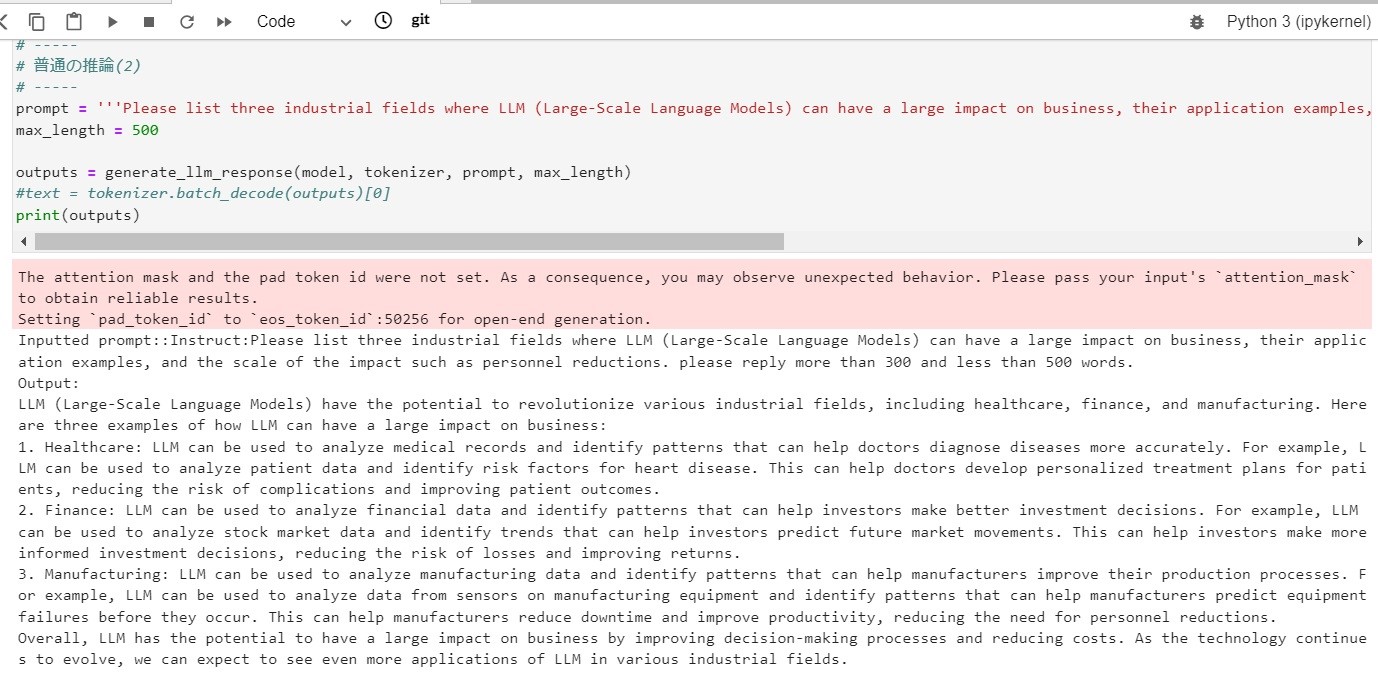 Code
git
Python 3 (ipykernel)
# -----
# 普通の推論(2)
# -----
prompt = '''Please list three industrial fields where LLM (Large-Scale Language Models) can have a large impact on business, their application examples,
max_length = 500
outputs = generate_llm_response(model, tokenizer, prompt, max_length)
#text = tokenizer.batch_decode(outputs)[0]
print(outputs)
The attention mask and the pad token id were not set. As a consequence, you may observe unexpected behavior. Please pass your input's `attention_mask`
to obtain reliable results.
Setting `pad_token_id` to `eos_token_id`:50256 for open-end generation.
Inputted prompt::Instruct:Please list three industrial fields where LLM (Large-Scale Language Models) can have a large impact on business, their applic
ation examples, and the scale of the impact such as personnel reductions. please reply more than 300 and less than 500 words.
Output:
LLM (Large-Scale Language Models) have the potential to revolutionize various industrial fields, including healthcare, finance, and manufacturing. Here
are three examples of how LLM can have a large impact on business:
1. Healthcare: LLM can be used to analyze medical records and identify patterns that can help doctors diagnose diseases more accurately. For example, L
LM can be used to analyze patient data and identify risk factors for heart disease. This can help doctors develop personalized treatment plans for pati
ents, reducing the risk of complications and improving patient outcomes.
2. Finance: LLM can be used to analyze financial data and identify patterns that can help investors make better investment decisions. For example, LLM
can be used to analyze stock market data and identify trends that can help investors predict future market movements. This can help investors make more
informed investment decisions, reducing the risk of losses and improving returns.
3. Manufacturing: LLM can be used to analyze manufacturing data and identify patterns that can help manufacturers improve their production processes. F
or example, LLM can be used to analyze data from sensors on manufacturing equipment and identify patterns that can help manufacturers predict equipment
failures before they occur. This can help manufacturers reduce downtime and improve productivity, reducing the need for personnel reductions.
Overall, LLM has the potential to have a large impact on business by improving decision-making processes and reducing costs. As the technology continue
s to evolve, we can expect to see even more applications of LLM in various industrial fields.